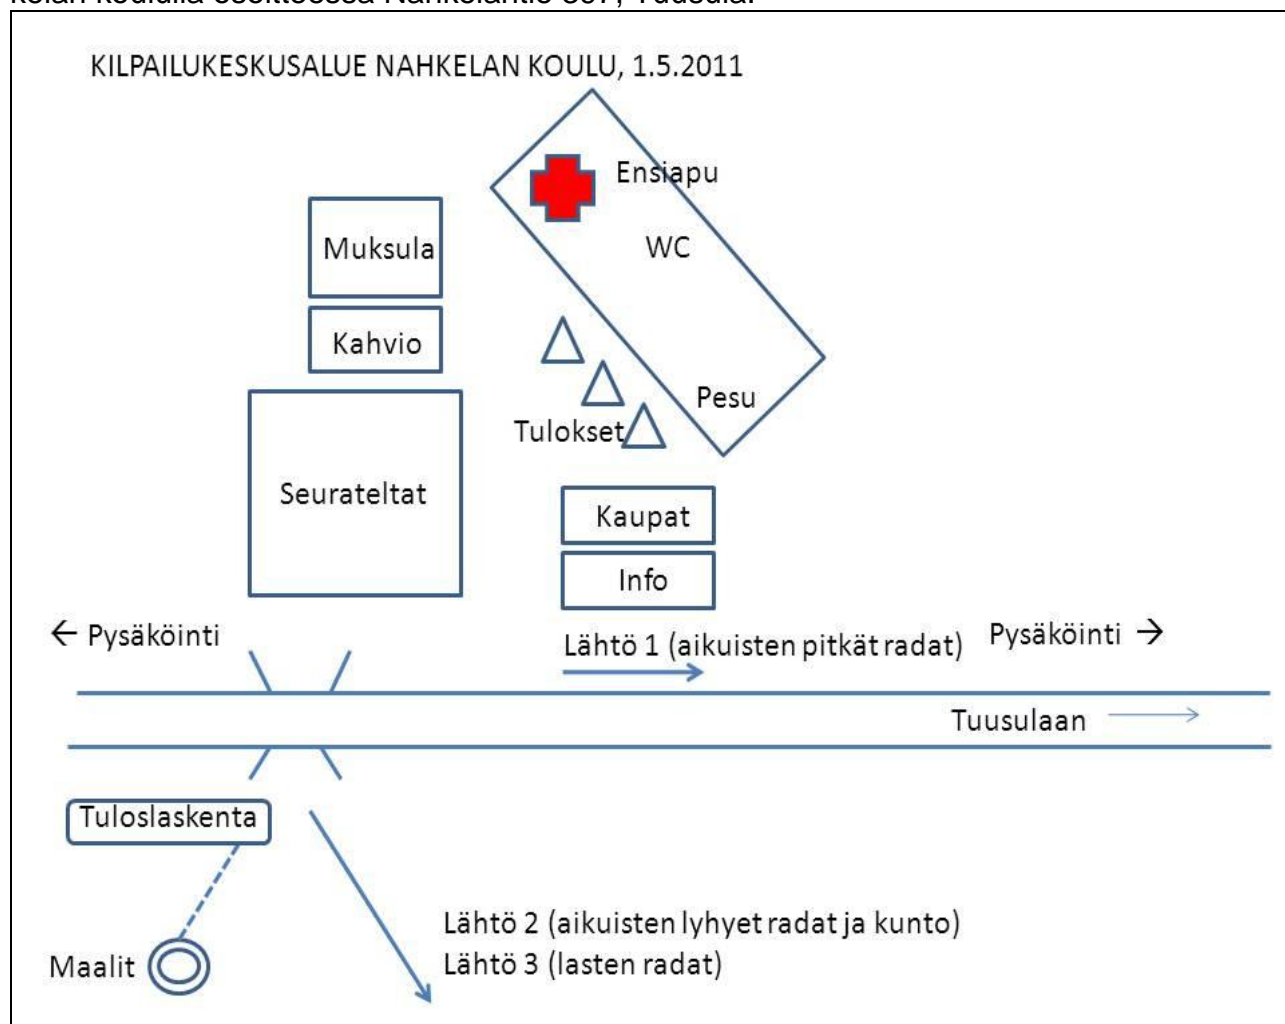 KILPAILUKESKUSALUE NAHKELAN KOULU, 1.5.2011
Ensiapu
Muksula
WC
Kahvio
Pesu
Tulokset
Seurateltat
Kaupat
Info
← Pysäköinti
Lähtö 1 (aikuisten pitkät radat)
Pysäköinti →
Tuusulaan
Tuloslaskenta
Lähtö 2 (aikuisten lyhyet radat ja kunto)
Lähtö 3 (lasten radat)
Maalit